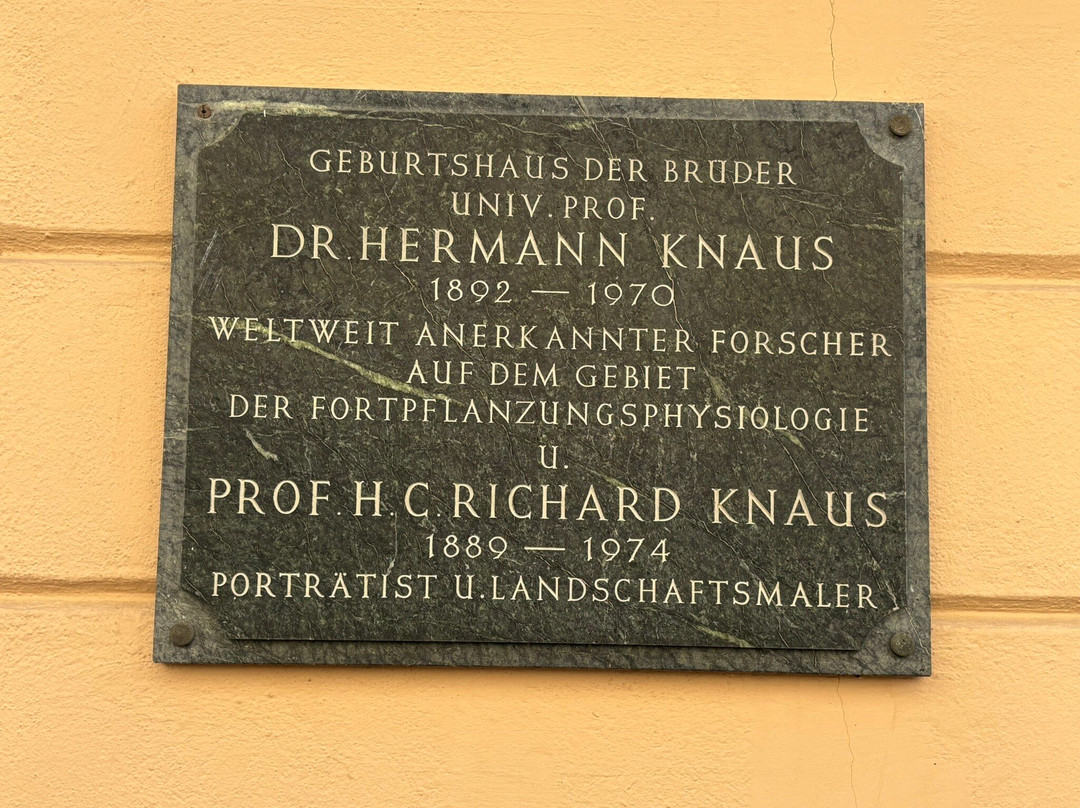 GEBURTSHAUS DER BRÜDER
UNIV. PROF.
DR. HERMANN KNAUS
1892 — 1970
WELTWEIT ANERKANNTER FORSCHER
AUF DEM GEBIET
DER FORTPFLANZUNGSPHYSIOLOGIE
U.
PROF. H.C. RICHARD KNAUS
1889 — 1974
PORTRÄTIST U. LANDSCHAFTSMALER